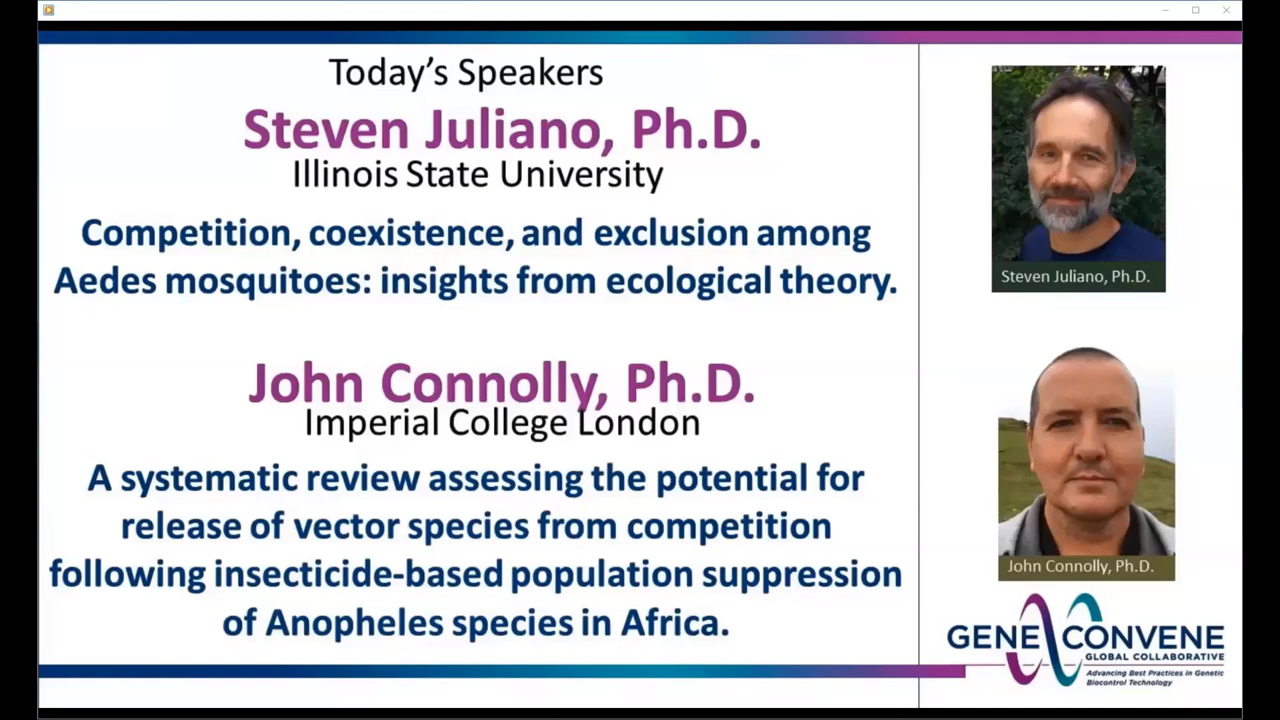 Today's Speakers
Steven Juliano, Ph.D.
Illinois State University
Competition, coexistence, and exclusion among
Aedes mosquitoes: insights from ecological theory.
John Connolly, Ph.D.
Imperial College London
A systematic review assessing the potential for
release of vector species from competition
following insecticide-based population suppression
of Anopheles species in Africa.
Steven Juliano, Ph.D.
John Connolly, Ph.D.
GENE CONVENE
GLOBAL COLLABORATIVE
Advancing Best Practices in Genetic
Biocontrol Technology